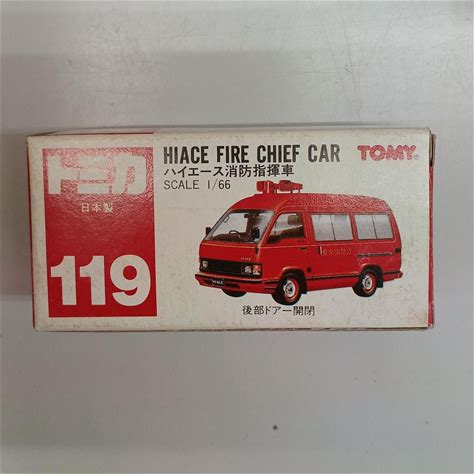 トミカ
日本製
119
HIACE FIRE CHIEF CAR
TOMY
ハイエース消防指揮車
SCALE 1/66
後部ドアー開閉